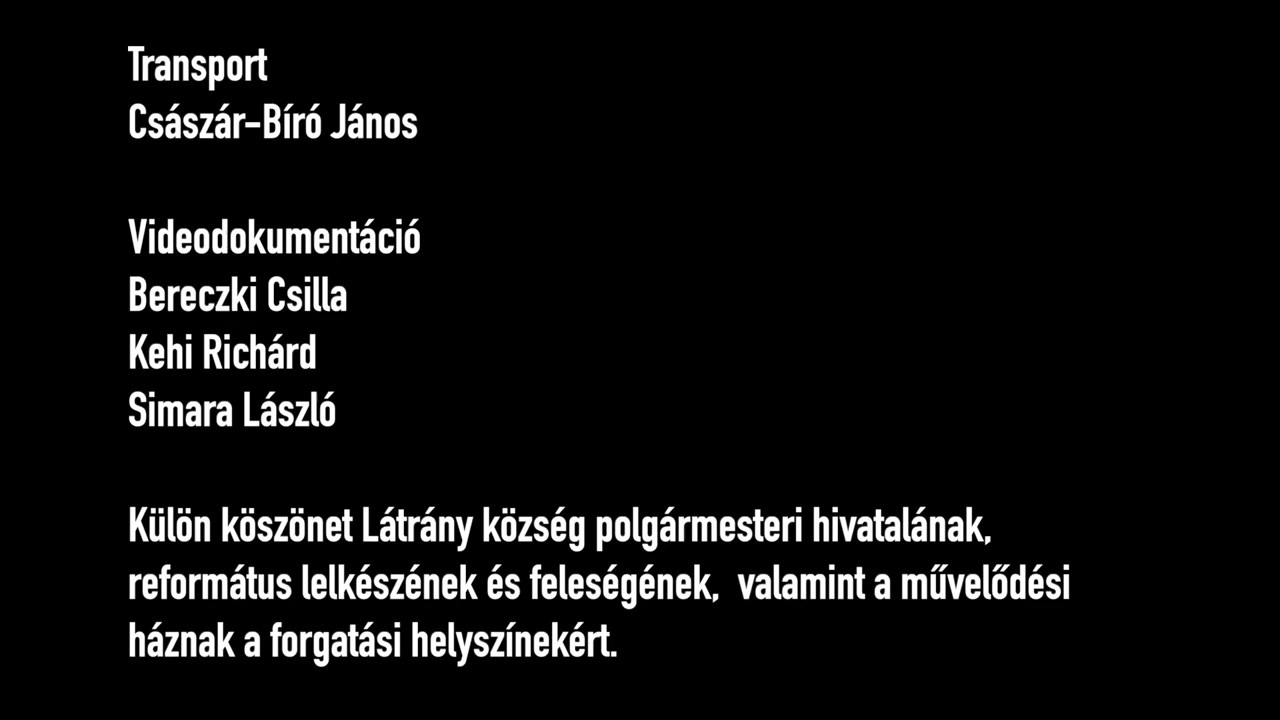 Transport
Császár-Bíró János
Videodokumentáció
Bereczki Csilla
Kehi Richárd
Simara László
Külön köszönet Látrány község polgármesteri hivatalának,
református lelkészének és feleségének,  valamint a művelődési
háznak a forgatási helyszínekért.